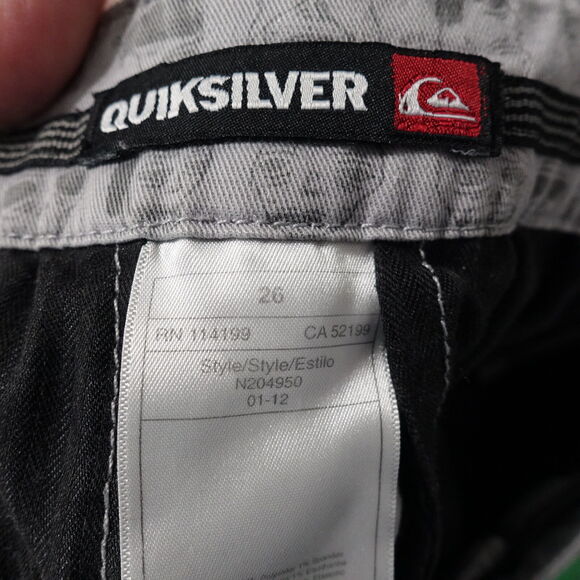 QUIKSILVER
26
RN 114199 CA 52199
Style/Style/Estilo
N204950
01-12